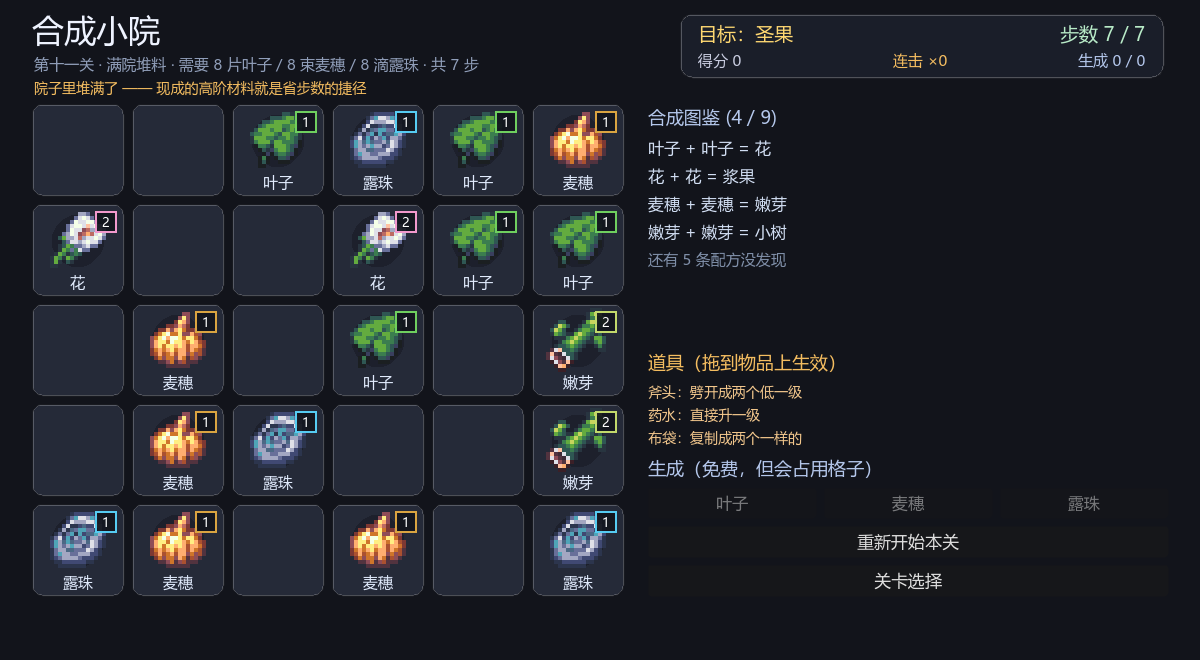 合成小院
第十一关 · 满院堆料 · 需要 8 片叶子 / 8 束麦穗 / 8 滴露珠 · 共 7 步
院子里堆满了 —— 现成的高阶材料就是省步数的捷径
目标：圣果
步数 7 / 7
得分 0
连击 ×0
生成 0 / 0
1 1 1 1
叶子 露珠 叶子 麦穗
2 2 1 1
花 花 叶子 叶子
1 1 2
麦穗 叶子 嫩芽
1 1 2
麦穗 露珠 嫩芽
1 1 1 1
露珠 麦穗 麦穗 露珠
合成图鉴 (4 / 9)
叶子 + 叶子 = 花
花 + 花 = 浆果
麦穗 + 麦穗 = 嫩芽
嫩芽 + 嫩芽 = 小树
还有 5 条配方没发现
道具（拖到物品上生效）
斧头：劈开成两个低一级
药水：直接升一级
布袋：复制成两个一样的
生成（免费，但会占用格子）
叶子 麦穗 露珠
重新开始本关
关卡选择